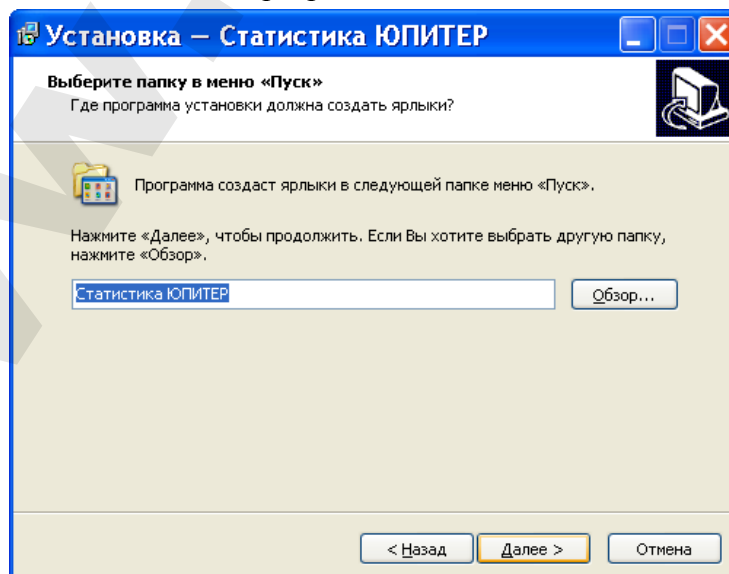 Установка — Статистика ЮПИТЕР
Выберите папку в меню «Пуск»
Где программа установки должна создать ярлыки?
Программа создаст ярлыки в следующей папке меню «Пуск».
Нажмите «Далее», чтобы продолжить. Если Вы хотите выбрать другую папку,
нажмите «Обзор».
Статистика ЮПИТЕР
Обзор...
< Назад
Далее >
Отмена